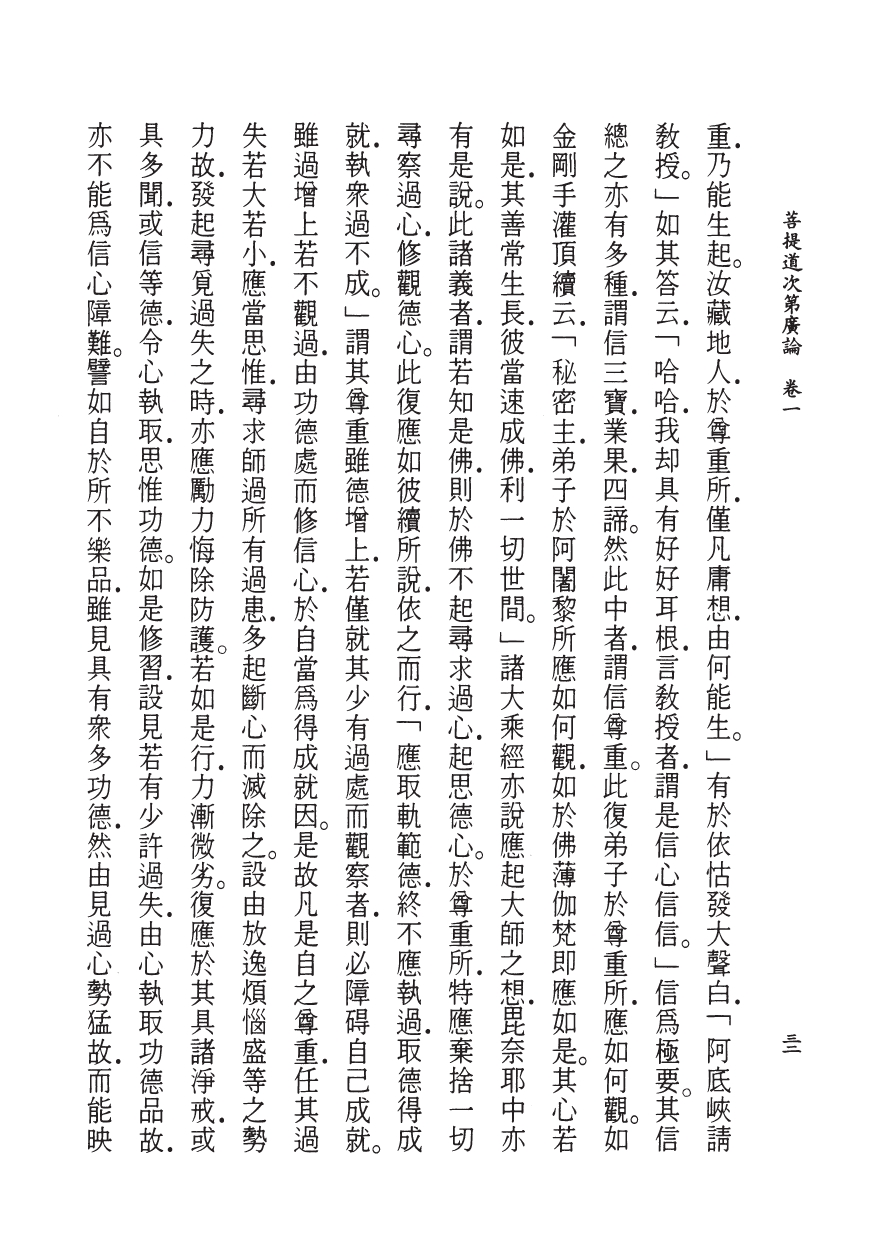 菩提道次第廣論　卷一
三二
重．乃能生起。汝藏地人．於尊重所．僅凡庸想．由何能生。」有於依怙發大聲白．「阿底峽請
教授。」如其答云．「哈哈．我却具有好好耳根．言教授者．謂是信心信信。」信爲極要。其信
總之亦有多種．謂信三寶．業果．四諦。然此中者．謂信尊重。此復弟子於尊重所．應如何觀。如
金剛手灌頂續云．「秘密主．弟子於阿闍黎所應如何觀．如於佛薄伽梵即應如是。其心若
如是．其善常生長．彼當速成佛．利一切世間。」諸大乘經亦說應起大師之想．毘奈耶中亦
有是說。此諸義者．謂若知是佛．則於佛不起尋求過心．起思德心。於尊重所．特應棄捨一切
尋察過心．修觀德心。此復應如彼續所說．依之而行．「應取軌範德．終不應執過．取德得成
就．執衆過不成。」謂其尊重雖德增上．若僅就其少有過處而觀察者．則必障碍自己成就。
雖過增上若不觀過．由功德處而修信心．於自當爲得成就因。是故凡是自之尊重．任其過
失若大若小．應當思惟．尋求師過所有過患．多起斷心而滅除之。設由放逸煩惱盛等之勢
力故．發起尋覓過失之時．亦應勵力悔除防護。若如是行．力漸微劣。復應於其具諸淨戒．或
具多聞．或信等德．令心執取．思惟功德。如是修習．設見若有少許過失．由心執取功德品故．
亦不能爲信心障難。譬如自於所不樂品．雖見具有衆多功德．然由見過心勢猛故．而能映